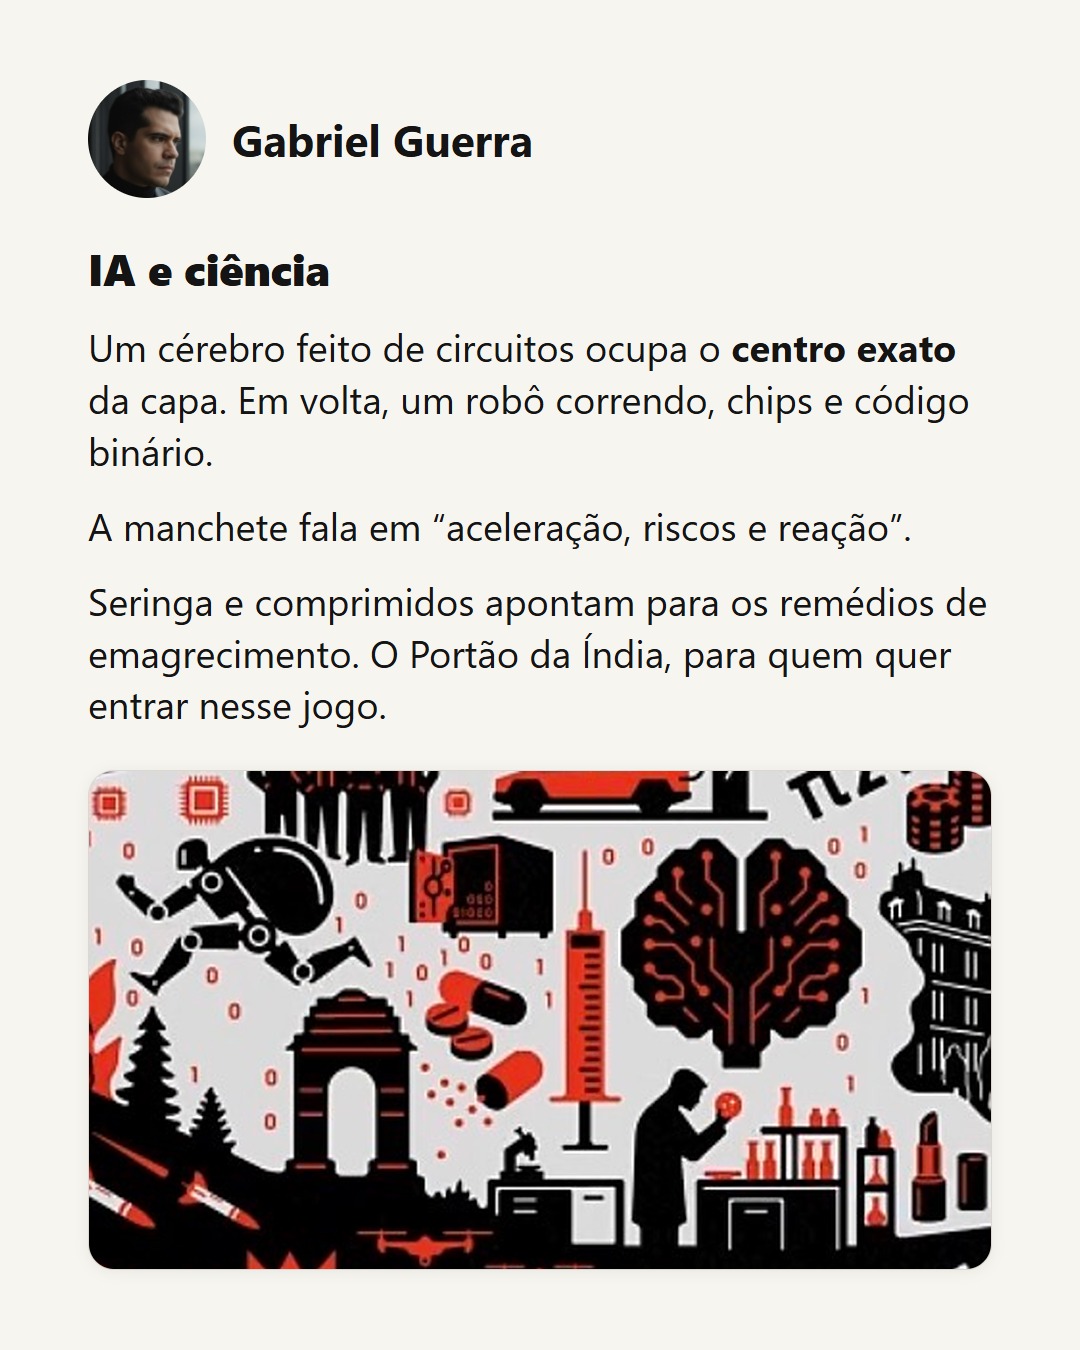 Gabriel Guerra
IA e ciência
Um cérebro feito de circuitos ocupa o centro exato
da capa. Em volta, um robô correndo, chips e código
binário.
A manchete fala em “aceleração, riscos e reação”.
Seringa e comprimidos apontam para os remédios de
emagrecimento. O Portão da Índia, para quem quer
entrar nesse jogo.